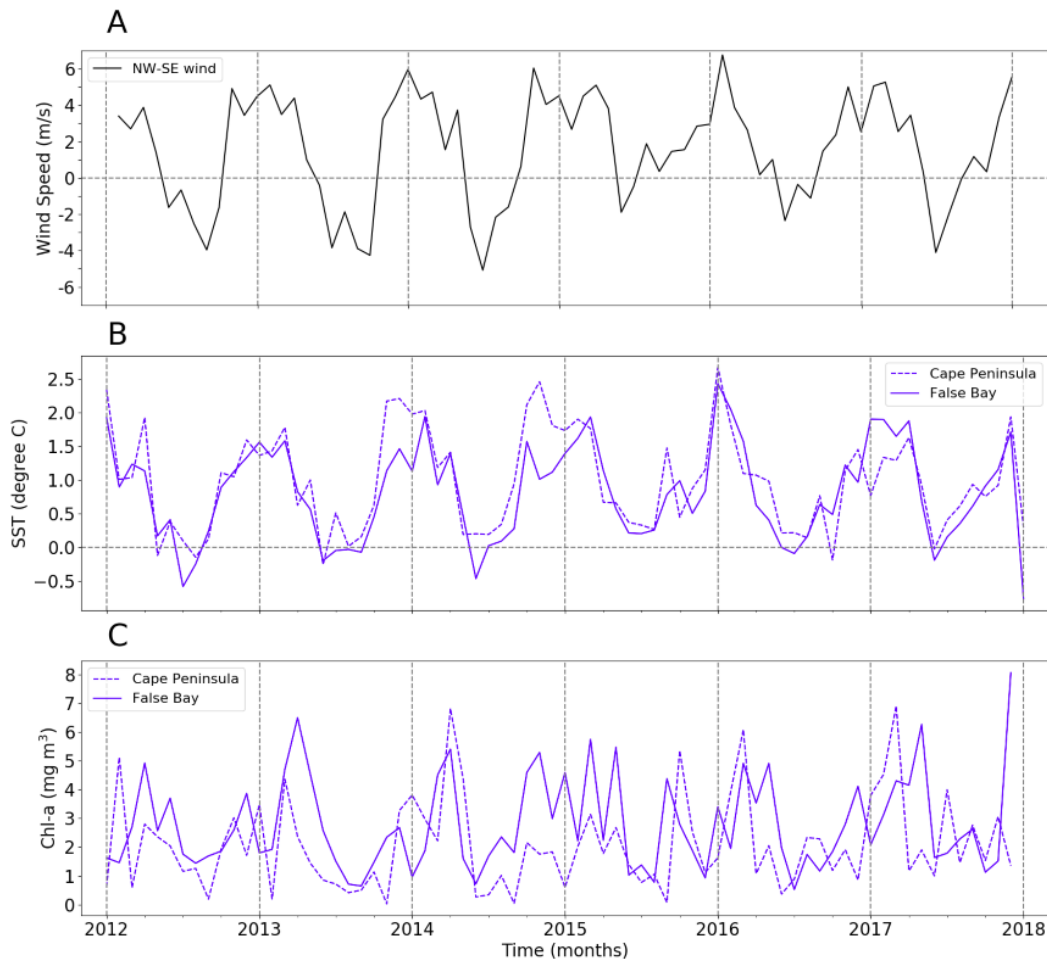 A
NW-SE wind
Wind Speed (m/s)
6
4
2
0
−2
−4
−6
B
Cape Peninsula
False Bay
SST (degree C)
2.5
2.0
1.5
1.0
0.5
0.0
−0.5
C
Cape Peninsula
False Bay
Chl-a (mg m³)
8
7
6
5
4
3
2
1
0
2012 2013 2014 2015 2016 2017 2018
Time (months)